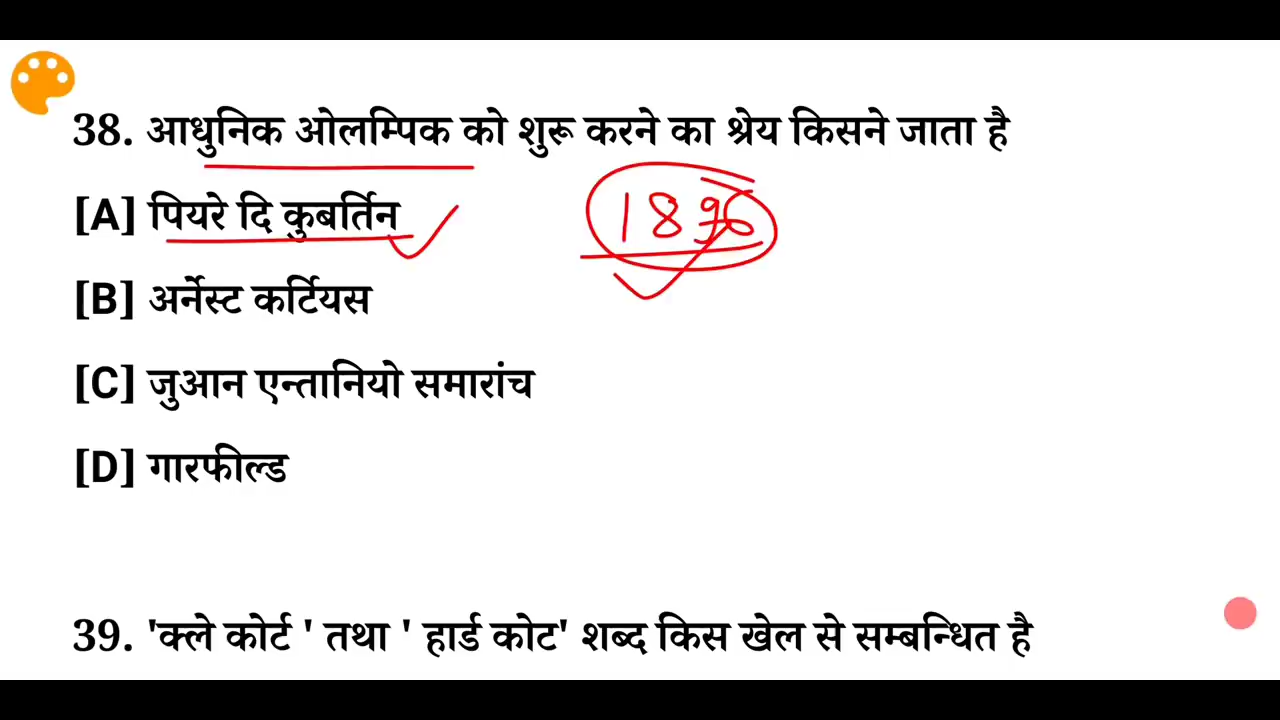 38. आधुनिक ओलम्पिक को शुरू करने का श्रेय किसने जाता है
[A] पियरे दि कुबर्तिन
1896
[B] अर्नेस्ट कर्टियस
[C] जुआन एन्तानियो समारांच
[D] गारफील्ड
39. 'क्ले कोर्ट ' तथा ' हार्ड कोट' शब्द किस खेल से सम्बन्धित है